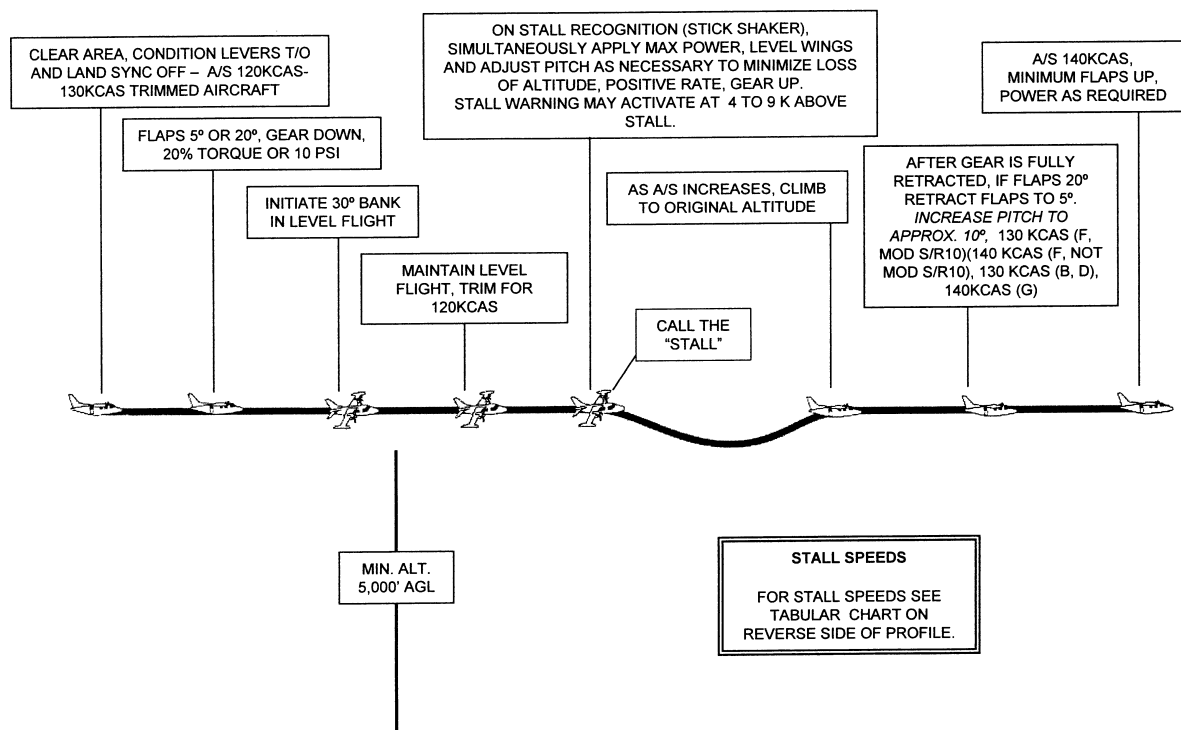 CLEAR AREA, CONDITION LEVERS T/O
AND LAND SYNC OFF – A/S 120KCAS-
130KCAS TRIMMED AIRCRAFT
FLAPS 5º OR 20º, GEAR DOWN,
20% TORQUE OR 10 PSI
INITIATE 30º BANK
IN LEVEL FLIGHT
MAINTAIN LEVEL
FLIGHT, TRIM FOR
120KCAS
ON STALL RECOGNITION (STICK SHAKER),
SIMULTANEOUSLY APPLY MAX POWER, LEVEL WINGS
AND ADJUST PITCH AS NECESSARY TO MINIMIZE LOSS
OF ALTITUDE, POSITIVE RATE, GEAR UP.
STALL WARNING MAY ACTIVATE AT 4 TO 9 K ABOVE
STALL.
CALL THE
“STALL”
AS A/S INCREASES, CLIMB
TO ORIGINAL ALTITUDE
AFTER GEAR IS FULLY
RETRACTED, IF FLAPS 20º
RETRACT FLAPS TO 5º.
INCREASE PITCH TO
APPROX. 10º, 130 KCAS (F,
MOD S/R10)(140 KCAS (F, NOT
MOD S/R10), 130 KCAS (B, D),
140KCAS (G)
A/S 140KCAS,
MINIMUM FLAPS UP,
POWER AS REQUIRED
MIN. ALT.
5,000’ AGL
STALL SPEEDS
FOR STALL SPEEDS SEE
TABULAR CHART ON
REVERSE SIDE OF PROFILE.